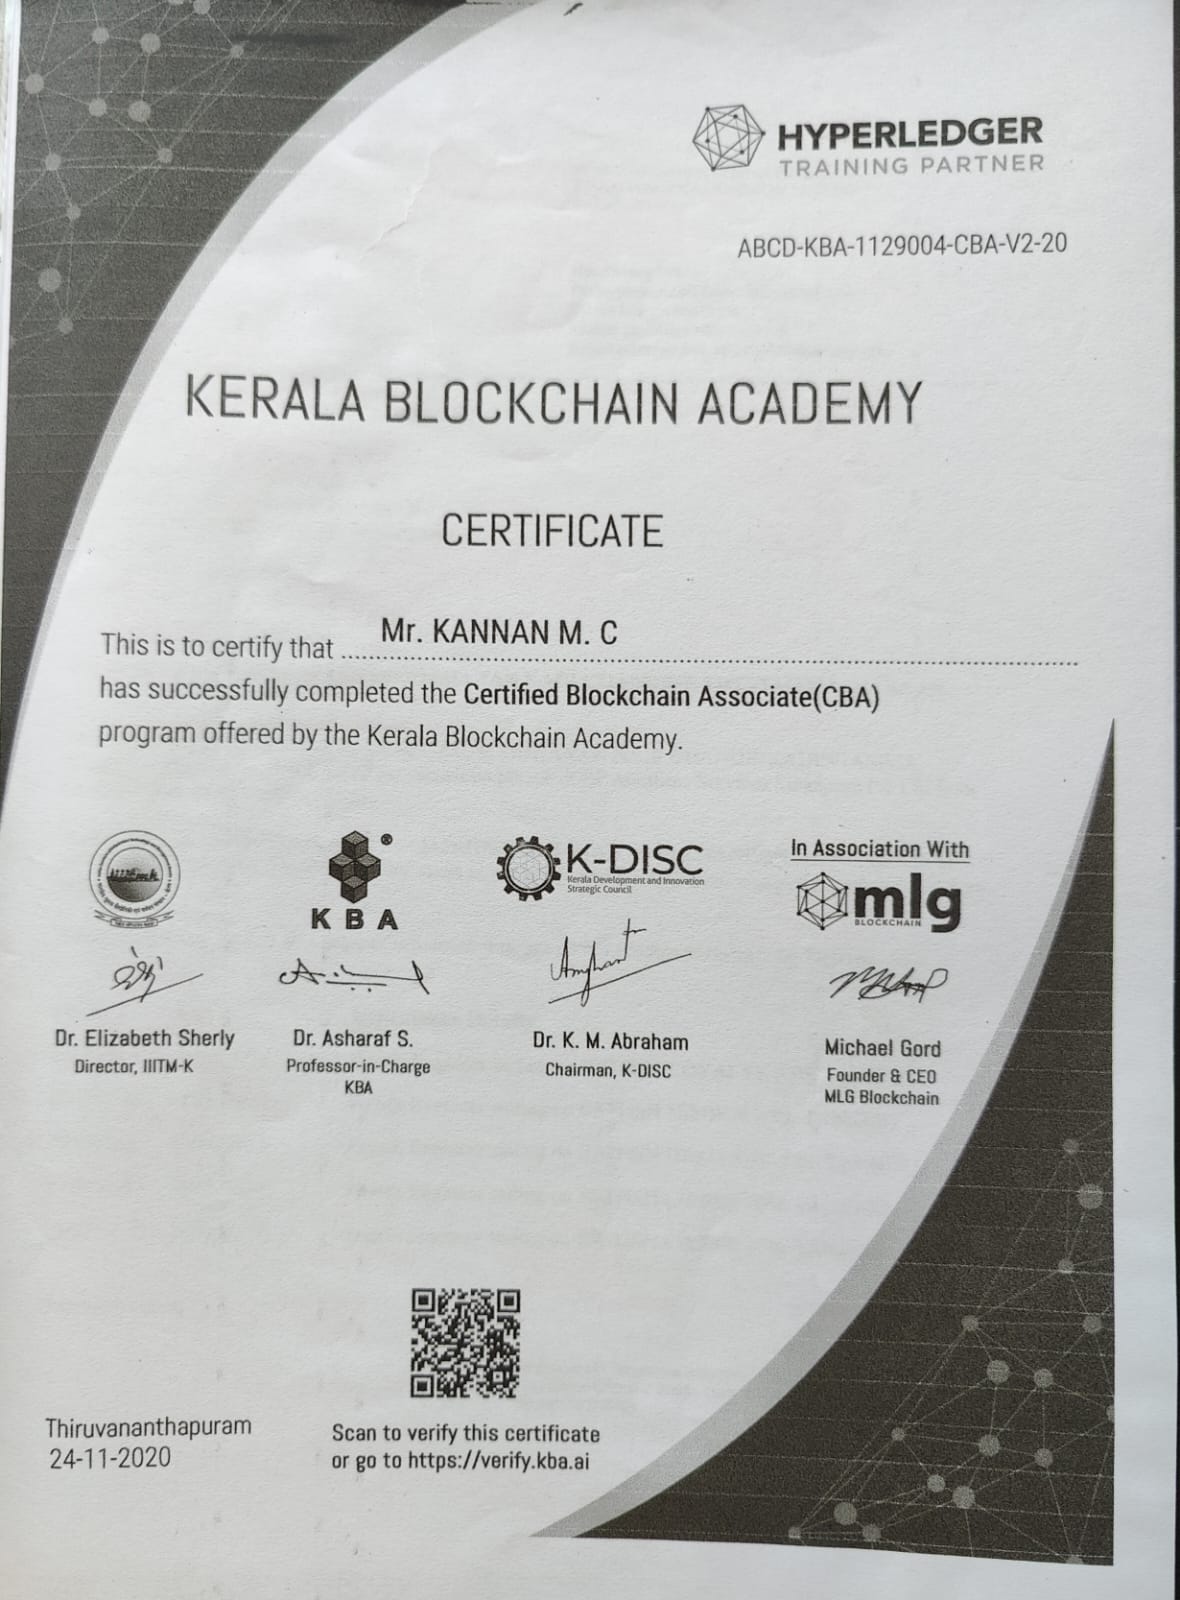 HYPERLEDGER
TRAINING PARTNER
ABCD-KBA-1129004-CBA-V2-20
KERALA BLOCKCHAIN ACADEMY
CERTIFICATE
This is to certify that Mr. KANNAN M. C
has successfully completed the Certified Blockchain Associate(CBA)
program offered by the Kerala Blockchain Academy.
KBA
®
K-DISC
Kerala Development and Innovation
Strategic Council
In Association With
mlg
BLOCKCHAIN
Dr. Elizabeth Sherly
Director, IIITM-K
Dr. Asharaf S.
Professor-in-Charge
KBA
Dr. K. M. Abraham
Chairman, K-DISC
Michael Gord
Founder & CEO
MLG Blockchain
Thiruvananthapuram
24-11-2020
Scan to verify this certificate
or go to https://verify.kba.ai